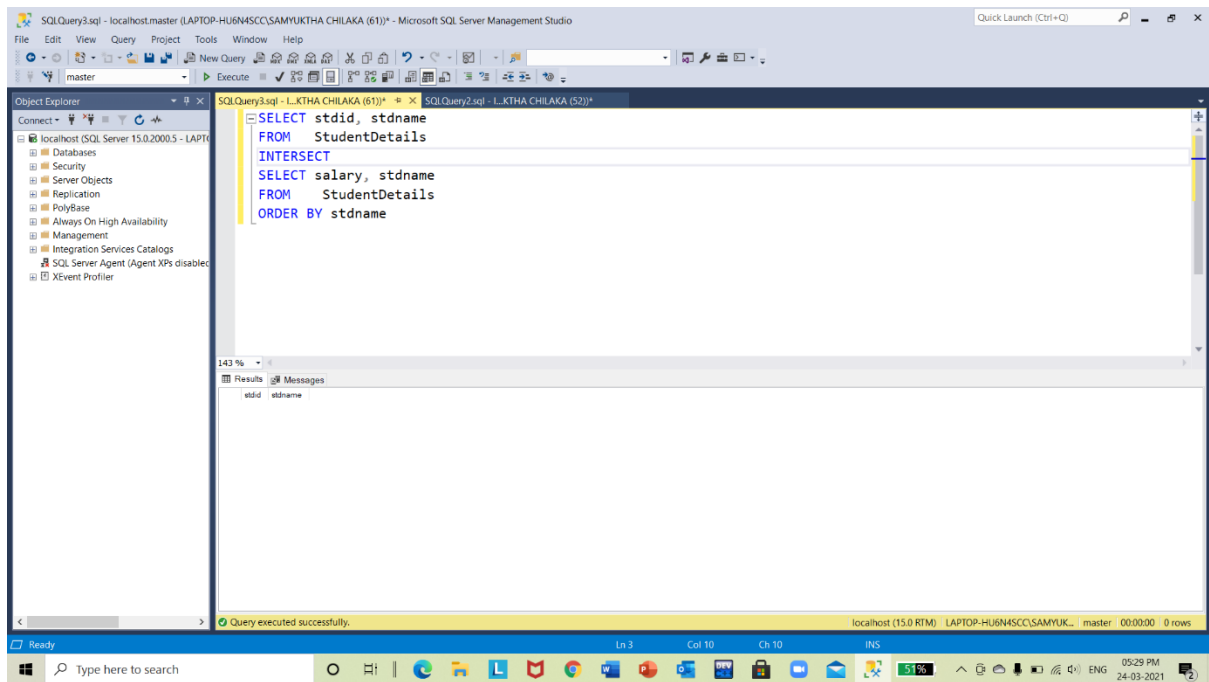 SQLQuery3.sql - localhost.master (LAPTOP-HU6N4SCC\SAMYUKTHA CHILAKA (61))* - Microsoft SQL Server Management Studio
Quick Launch (Ctrl+Q)
File Edit View Query Project Tools Window Help
New Query
master
Execute
Object Explorer
SQLQuery3.sql - l...KTHA CHILAKA (61))*
SQLQuery2.sql - l...KTHA CHILAKA (52))*
Connect
localhost (SQL Server 15.0.2000.5 - LAPTO
Databases
Security
Server Objects
Replication
PolyBase
Always On High Availability
Management
Integration Services Catalogs
SQL Server Agent (Agent XPs disabled
XEvent Profiler
SELECT stdid, stdname
FROM StudentDetails
INTERSECT
SELECT salary, stdname
FROM StudentDetails
ORDER BY stdname
143 %
Results Messages
stdid stdname
Query executed successfully.
localhost (15.0 RTM) LAPTOP-HU6N4SCC\SAMYUK... master 00:00:00 0 rows
Ready
Ln 3 Col 10 Ch 10 INS
Type here to search
51%
ENG
05:29 PM
24-03-2021
2